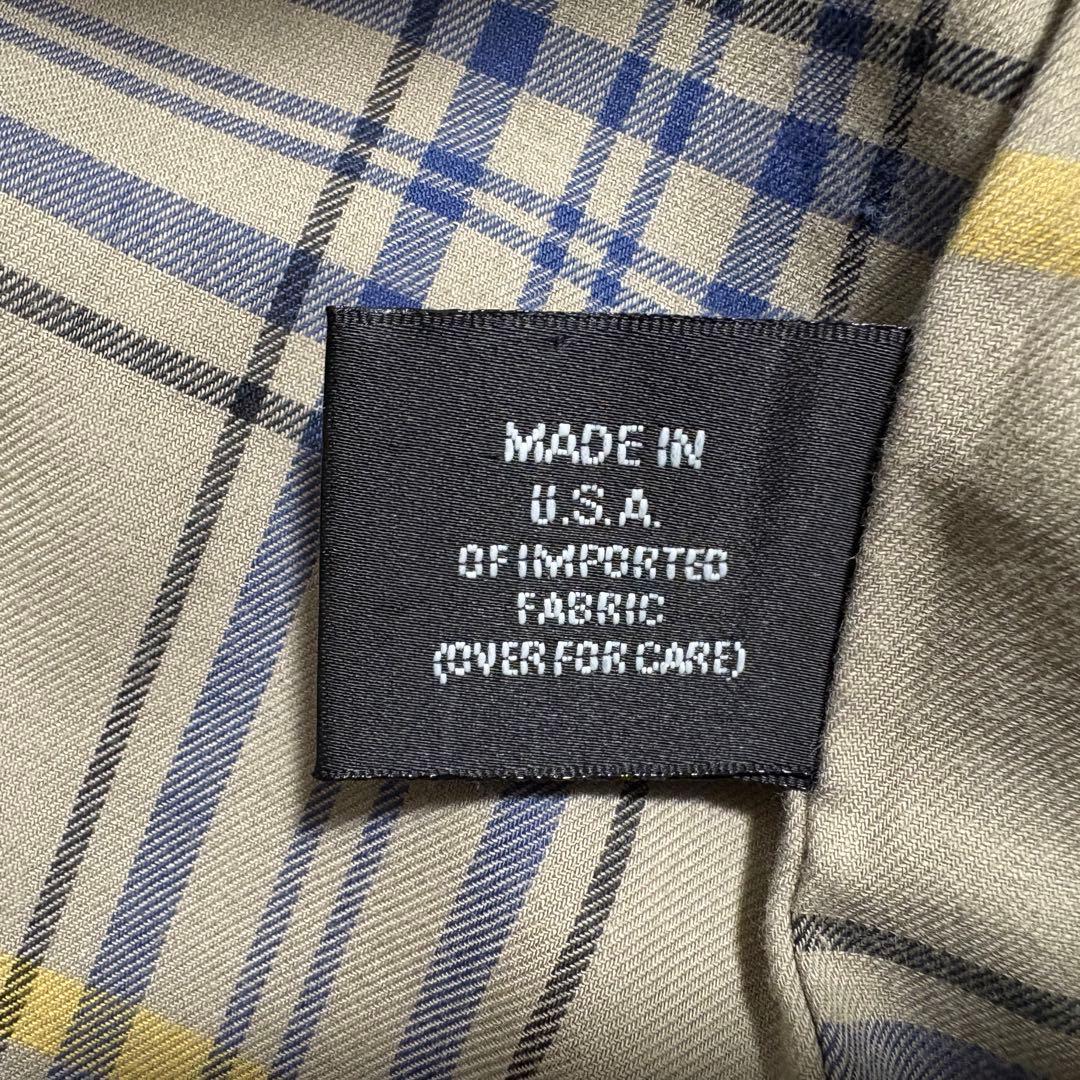 MADE IN
U.S.A.
OF IMPORTED
FABRIC
(OVER FOR CARE)